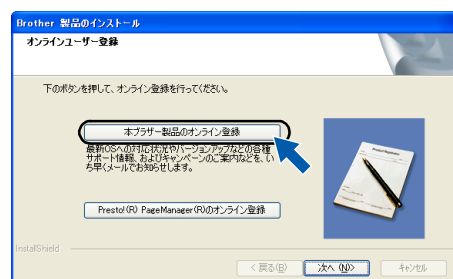 Brother 製品のインストール
オンラインユーザー登録
下のボタンを押して、オンライン登録を行ってください。
本ブラザー製品のオンライン登録
最新OSへの対応状況やバージョンアップなどの各種
サポート情報、およびキャンペーンのご案内などを、い
ち早くメールでお知らせします。
Presto!(R) PageManager(R)のオンライン登録
InstallShield
< 戻る(B)
次へ (N)>
キャンセル